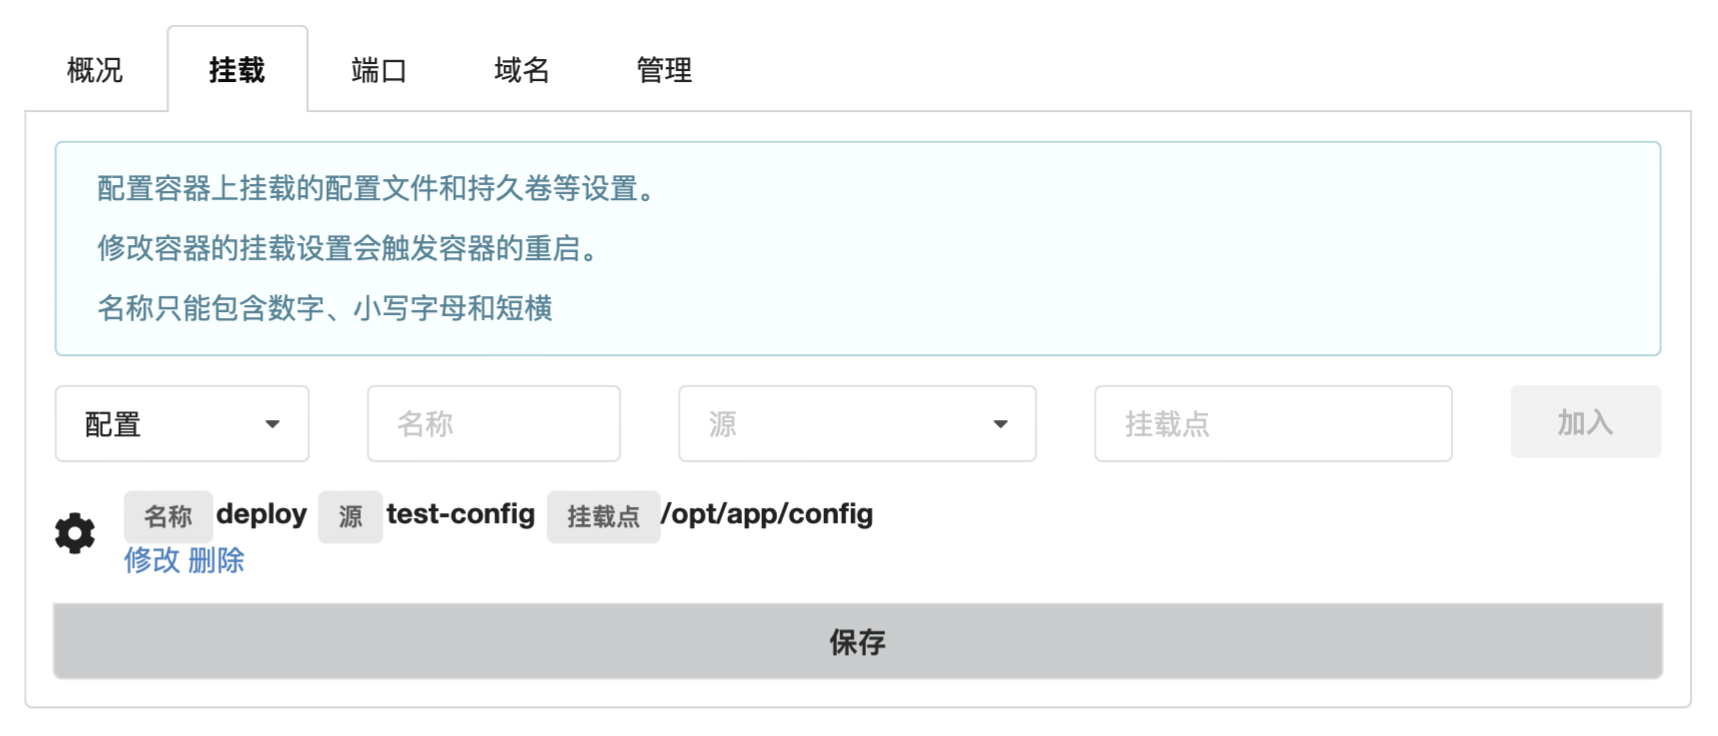 概况 挂载 端口 域名 管理
配置容器上挂载的配置文件和持久卷等设置。
修改容器的挂载设置会触发容器的重启。
名称只能包含数字、小写字母和短横
配置 名称 源 挂载点 加入
名称 deploy 源 test-config 挂载点 /opt/app/config
修改 删除
保存